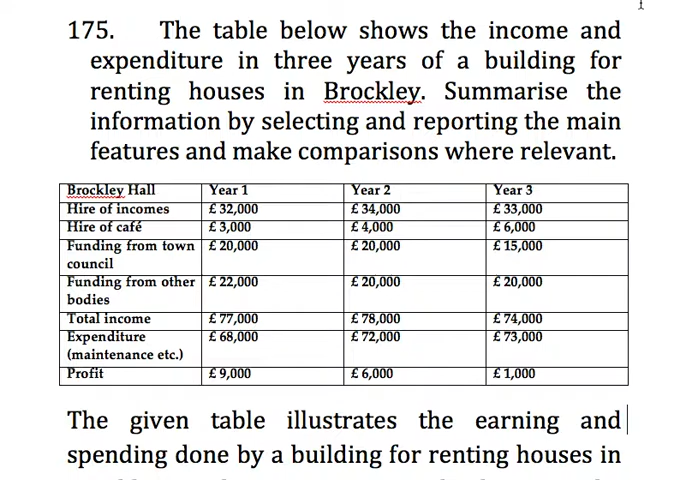 175. The table below shows the income and
expenditure in three years of a building for
renting houses in Brockley. Summarise the
information by selecting and reporting the main
features and make comparisons where relevant.
Brockley Hall Year 1 Year 2 Year 3
Hire of incomes £ 32,000 £ 34,000 £ 33,000
Hire of café £ 3,000 £ 4,000 £ 6,000
Funding from town £ 20,000 £ 20,000 £ 15,000
council
Funding from other £ 22,000 £ 20,000 £ 20,000
bodies
Total income £ 77,000 £ 78,000 £ 74,000
Expenditure £ 68,000 £ 72,000 £ 73,000
(maintenance etc.)
Profit £ 9,000 £ 6,000 £ 1,000
The given table illustrates the earning and
spending done by a building for renting houses in